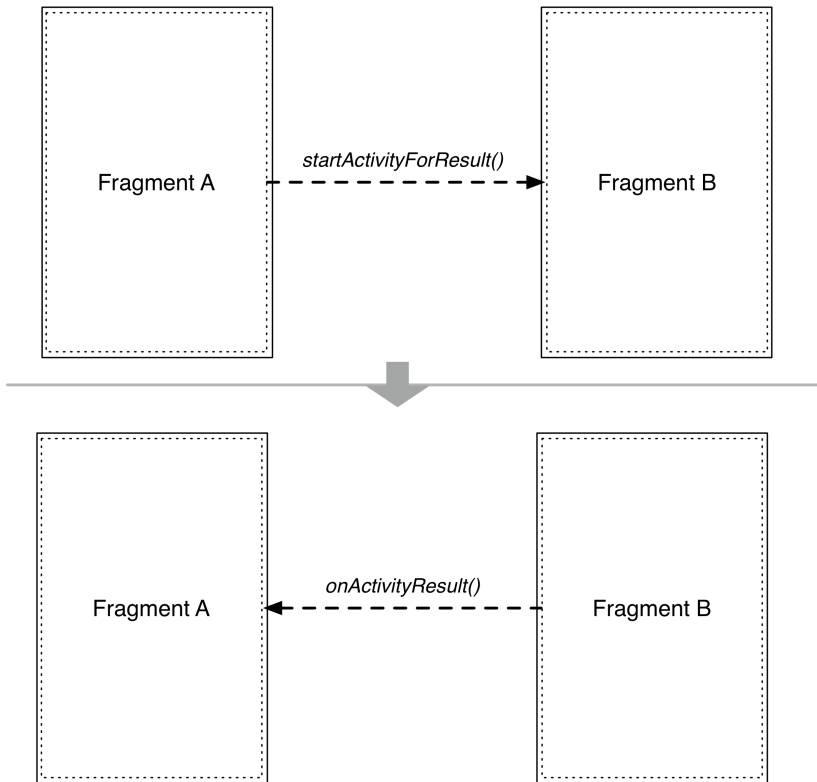 startActivityForResult()
Fragment A
Fragment B
onActivityResult()
Fragment A
Fragment B